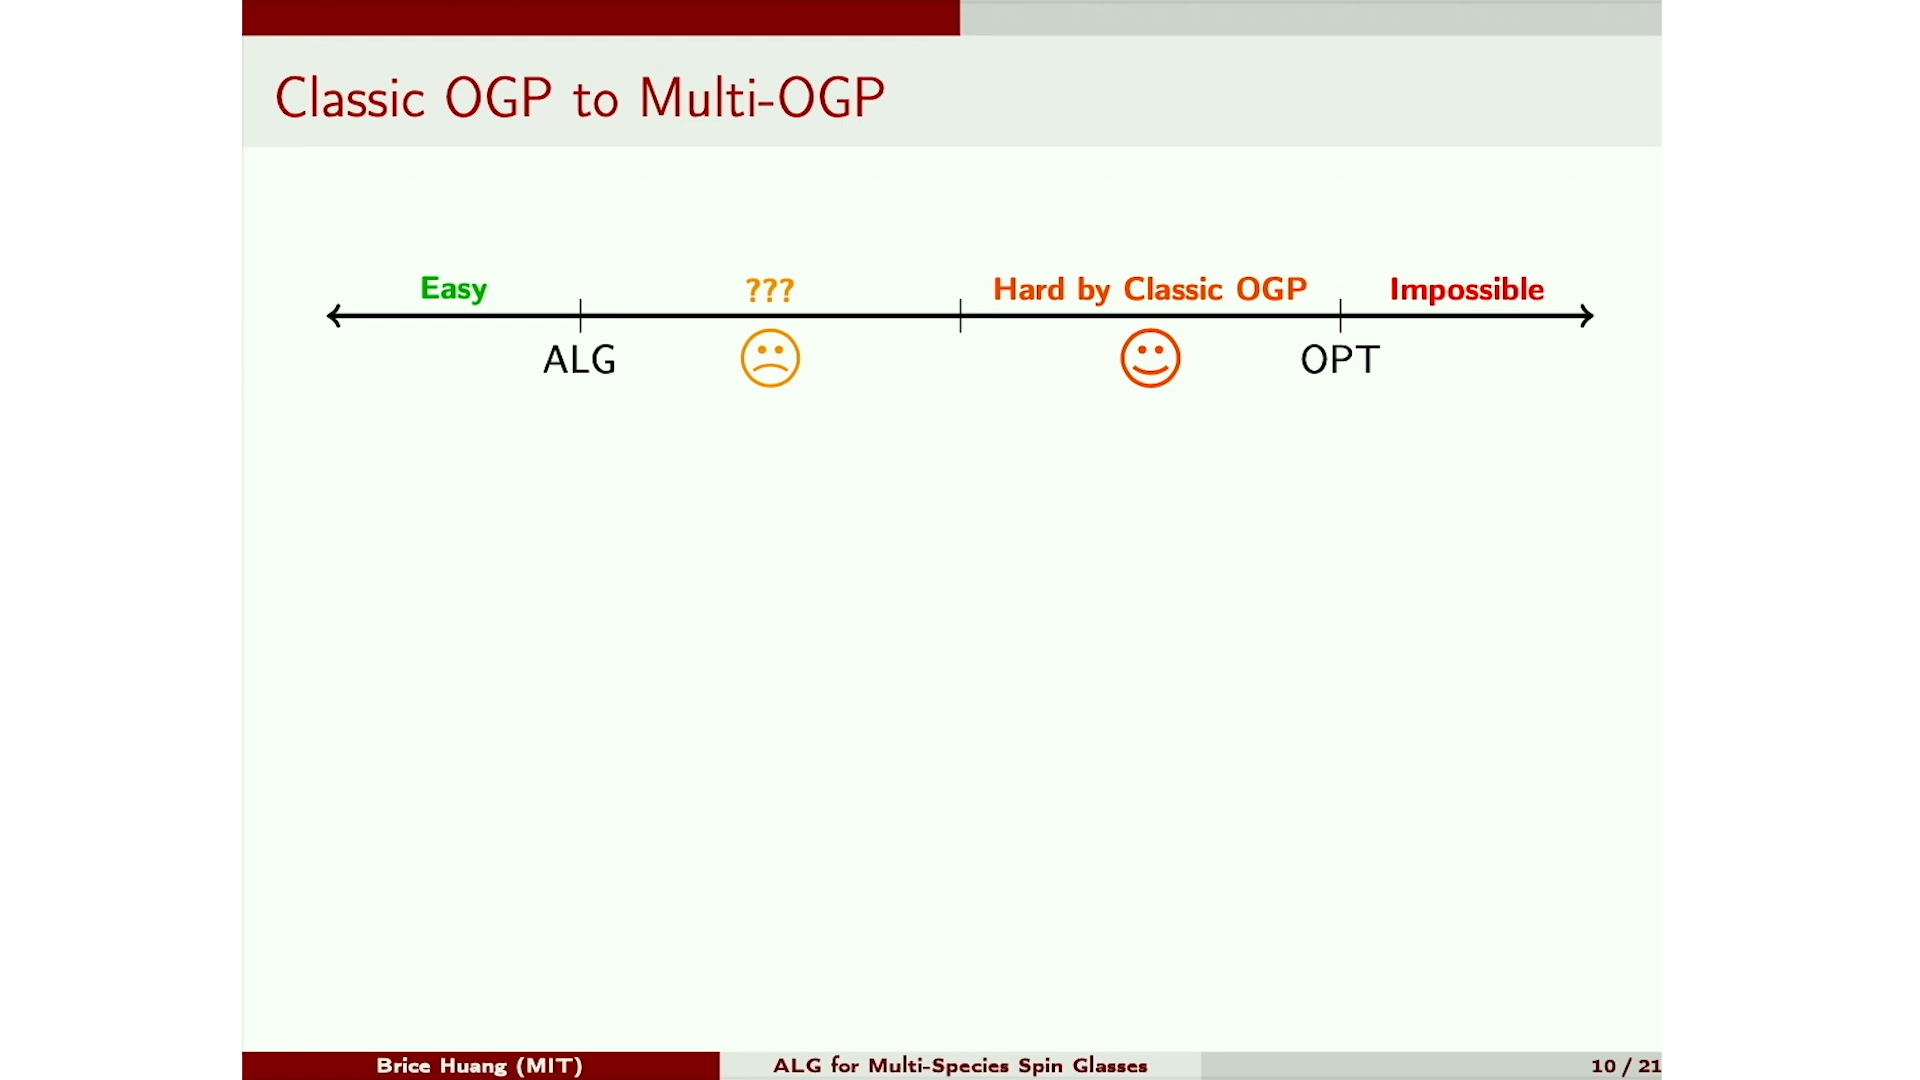 Classic OGP to Multi-OGP
Easy ??? Hard by Classic OGP Impossible
ALG OPT
Brice Huang (MIT) ALG for Multi-Species Spin Glasses 10 / 21